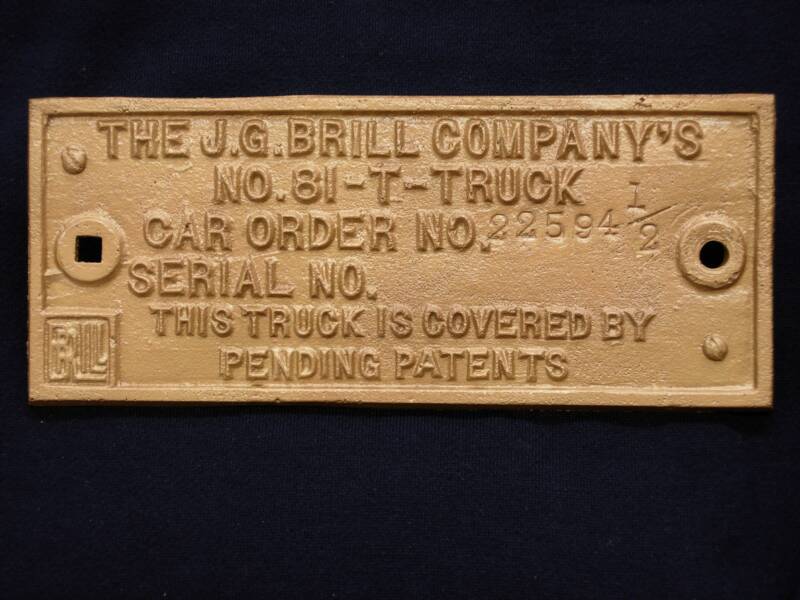 THE J.G. BRILL COMPANY'S
NO. 81-T-TRUCK
CAR ORDER NO. 22594 1/2
SERIAL NO.
THIS TRUCK IS COVERED BY
PENDING PATENTS
BRILL